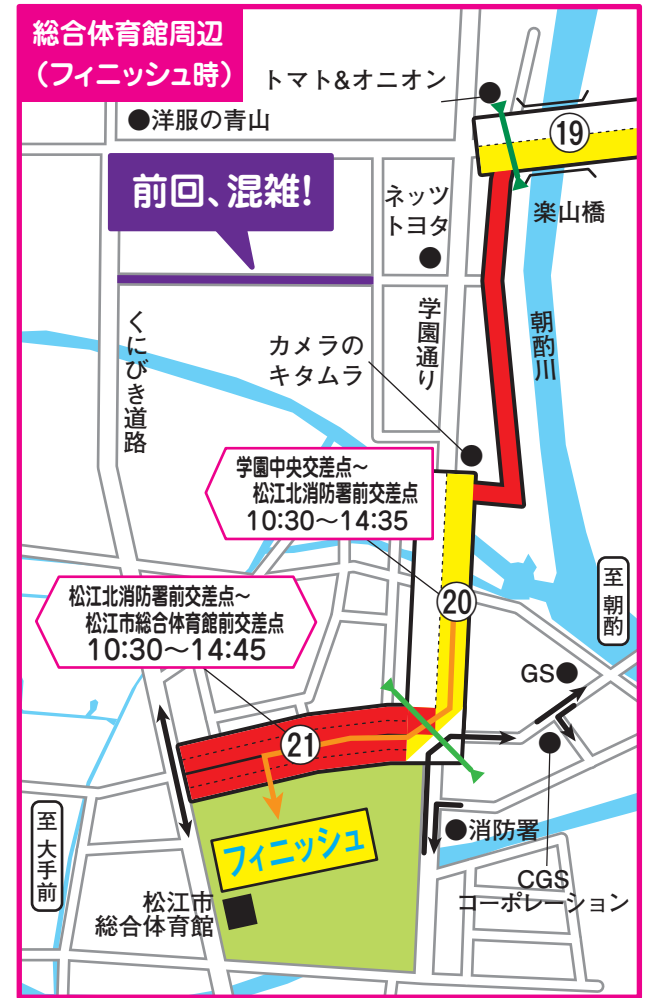 総合体育館周辺
（フィニッシュ時）
トマト&オニオン
●洋服の青山
⑲
前回、混雑!
ネッツ
トヨタ
楽山橋
くにびき道路
学園通り
朝酌川
カメラの
キタムラ
学園中央交差点〜
松江北消防署前交差点
10:30〜14:35
至 朝酌
松江北消防署前交差点〜
松江市総合体育館前交差点
10:30〜14:45
⑳
GS
㉑
至 大手前
フィニッシュ
消防署
松江市
総合体育館
CGS
コーポレーション